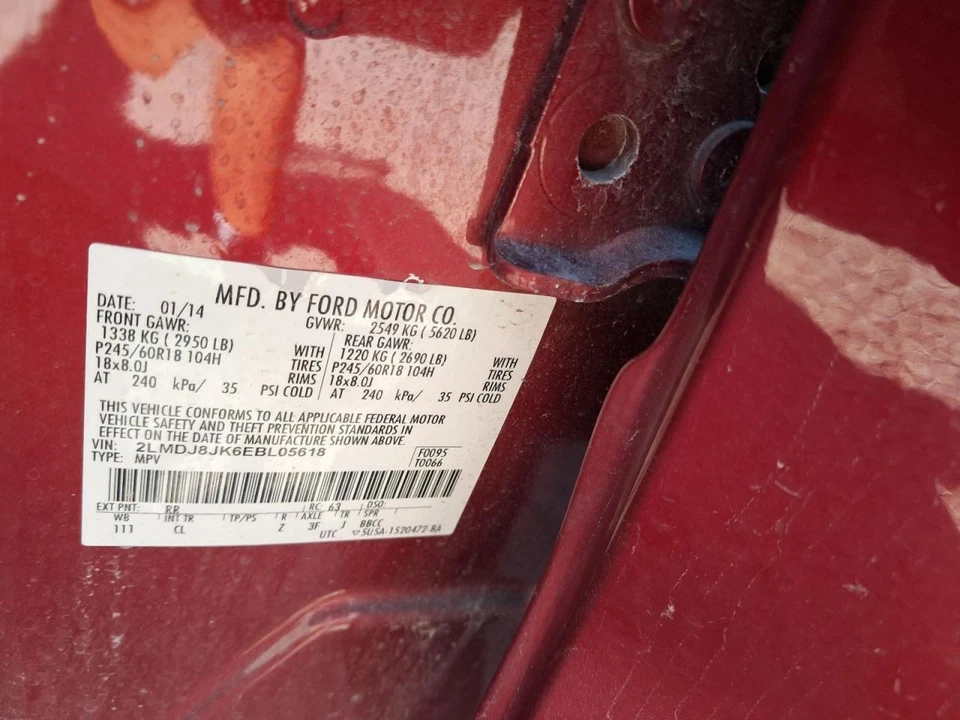 MFD. BY FORD MOTOR CO.
DATE: 01/14 GVWR: 2549 KG ( 5620 LB)
FRONT GAWR: REAR GAWR:
1338 KG ( 2950 LB) WITH 1220 KG ( 2690 LB) WITH
P245/60R18 104H TIRES P245/60R18 104H TIRES
18x8.0J RIMS 18x8.0J RIMS
AT 240 kPa/ 35 PSI COLD AT 240 kPa/ 35 PSI COLD
THIS VEHICLE CONFORMS TO ALL APPLICABLE FEDERAL MOTOR
VEHICLE SAFETY AND THEFT PREVENTION STANDARDS IN
EFFECT ON THE DATE OF MANUFACTURE SHOWN ABOVE.
VIN: 2LMDJ8JK6EBL05618 F0095
TYPE: MPV T0066
EXT PNT: RR RC: 63 DSO:
WB INT TR TP/PS R AXLE TR SPR
111 CL Z 3F J BBCC
UTC 5U5A-1520472-BA